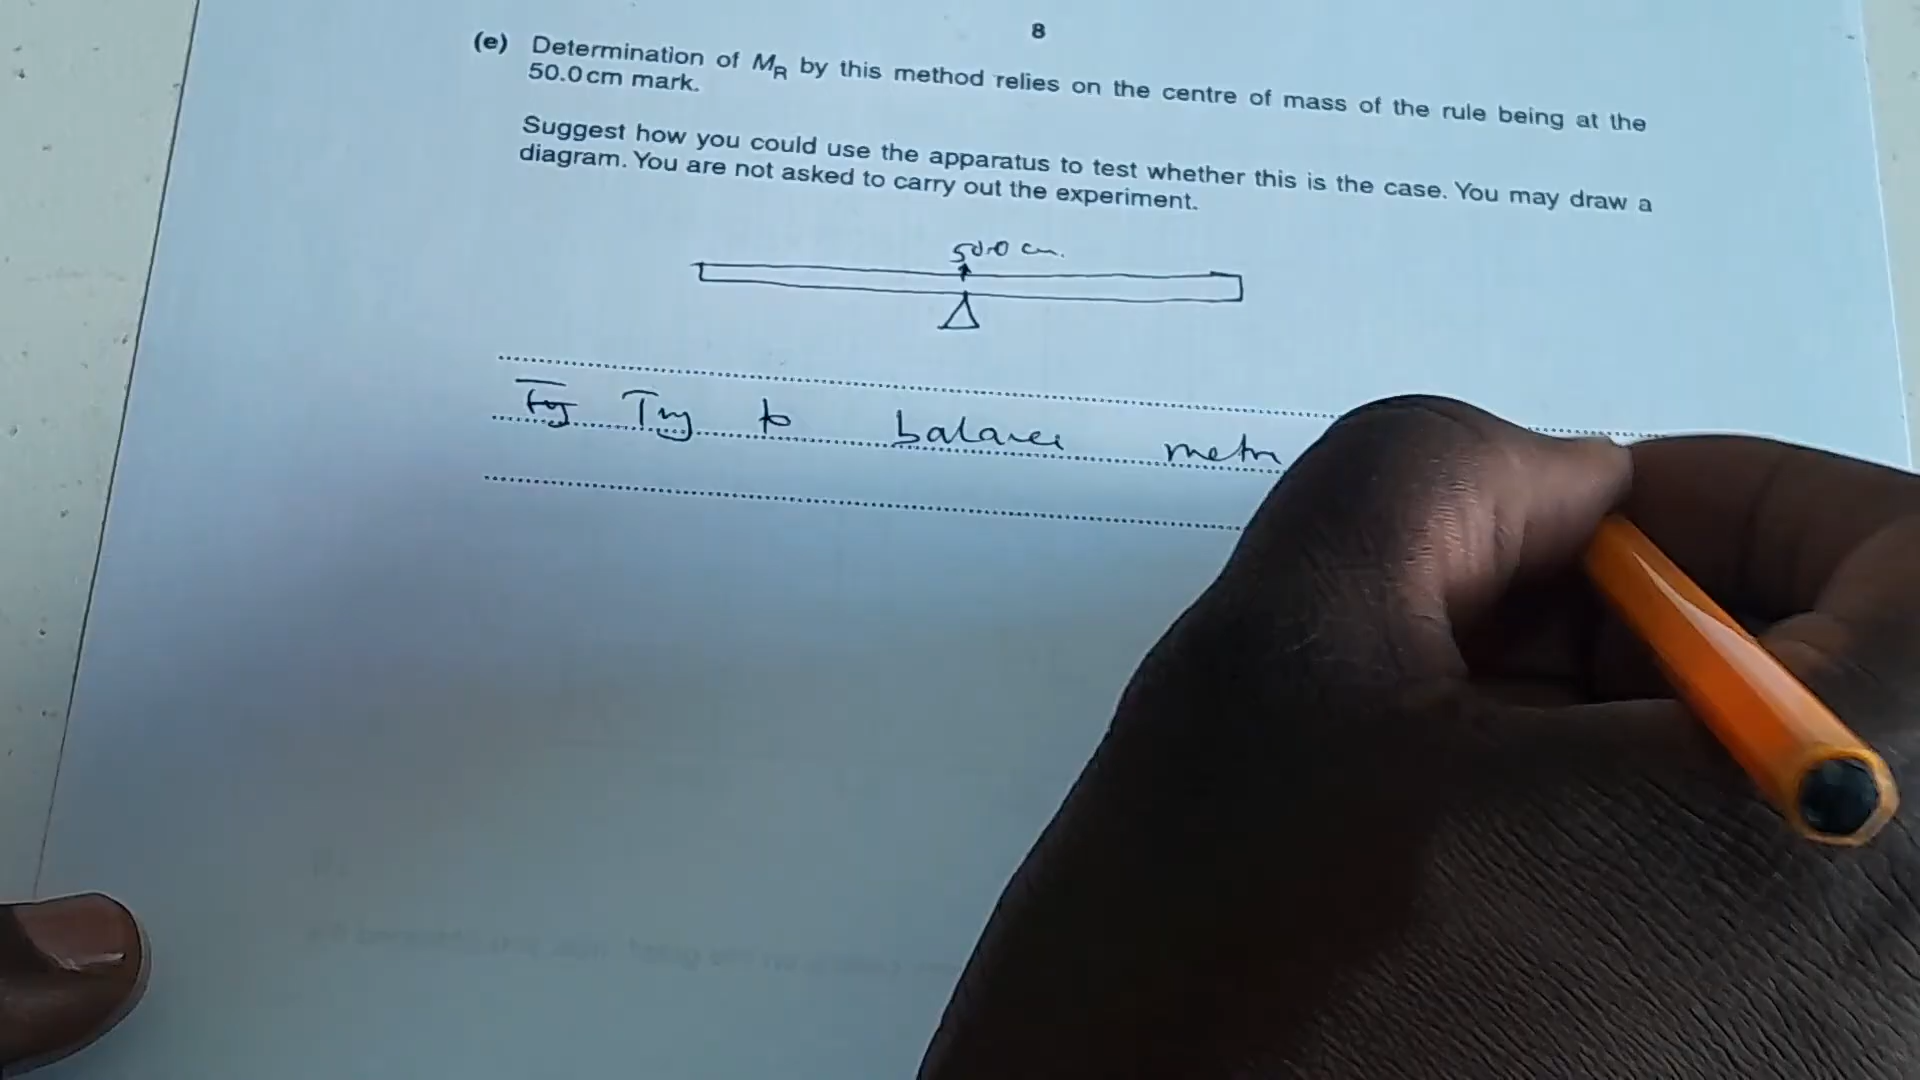 8
(e) Determination of MR by this method relies on the centre of mass of the rule being at the
50.0 cm mark.
Suggest how you could use the apparatus to test whether this is the case. You may draw a
diagram. You are not asked to carry out the experiment.
50.0 cm.
Try to balance metr